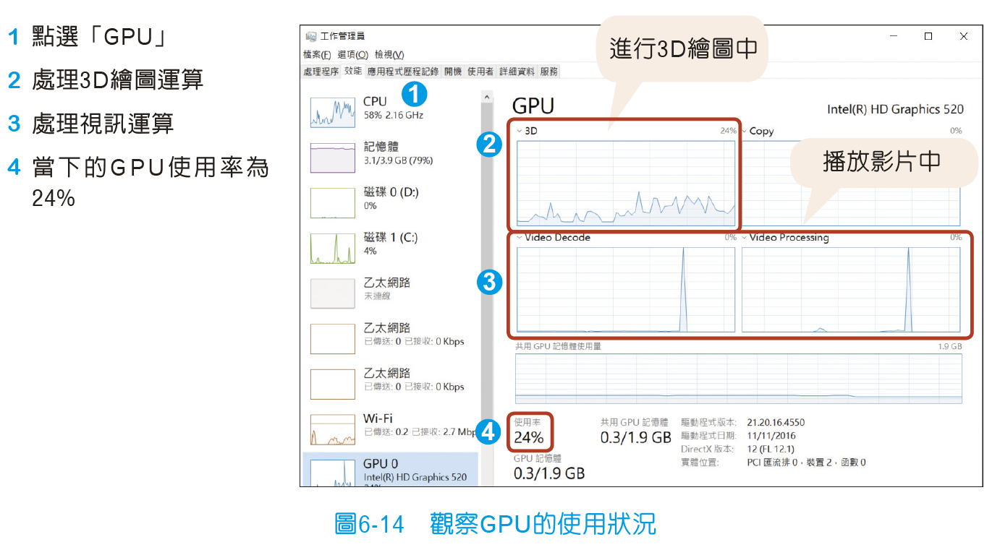 1 點選「GPU」
2 處理3D繪圖運算
3 處理視訊運算
4 當下的GPU使用率為
24%
工作管理員
檔案(F) 選項(O) 檢視(V)
處理程序 效能 應用程式歷程記錄 開機 使用者 詳細資料 服務
進行3D繪圖中
1
CPU
58% 2.16 GHz
記憶體
3.1/3.9 GB (79%)
磁碟 0 (D:)
0%
磁碟 1 (C:)
4%
乙太網路
未連線
乙太網路
已傳送: 0 已接收: 0 Kbps
乙太網路
已傳送: 0 已接收: 0 Kbps
Wi-Fi
已傳送: 0.2 已接收: 2.7 Mbp
GPU 0
Intel(R) HD Graphics 520
24%
GPU
Intel(R) HD Graphics 520
2
3D 24%
Copy 0%
播放影片中
3
Video Decode 0%
Video Processing 0%
共用 GPU 記憶體使用量 1.9 GB
4
使用率
24%
GPU 記憶體
0.3/1.9 GB
共用 GPU 記憶體
0.3/1.9 GB
驅動程式版本: 21.20.16.4550
驅動程式日期: 11/11/2016
DirectX 版本: 12 (FL 12.1)
實體位置: PCI 匯流排 0，裝置 2，函數 0
圖6-14 觀察GPU的使用狀況